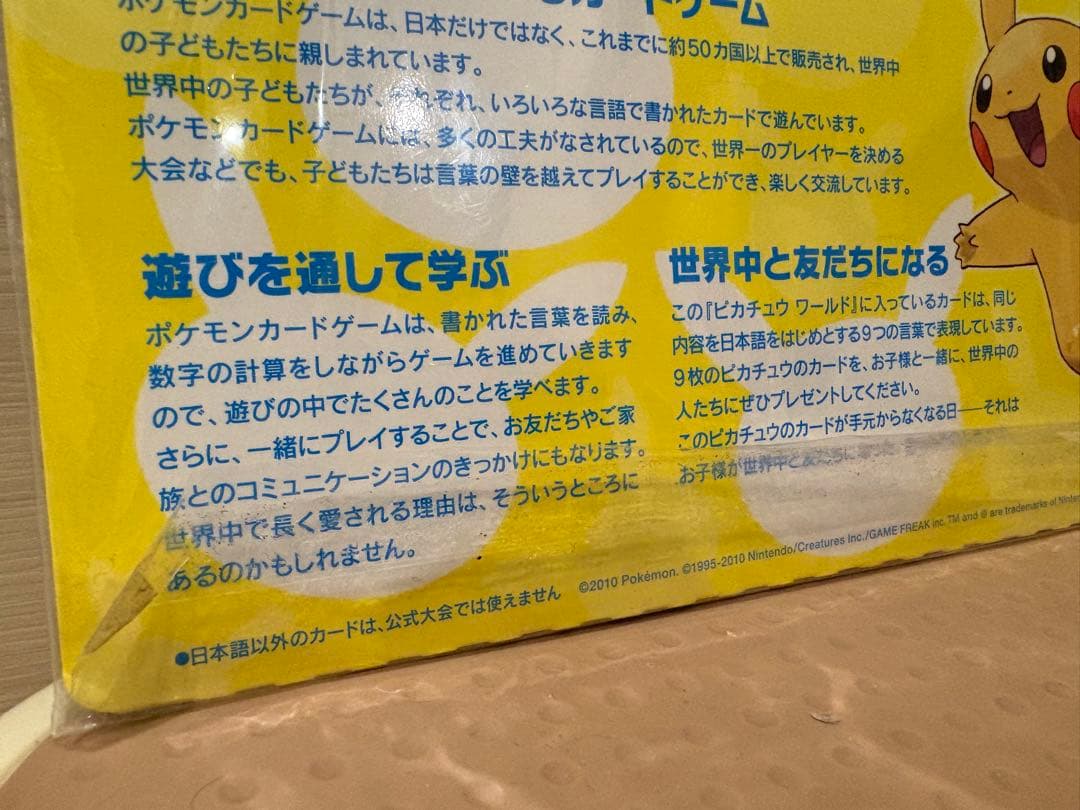 カードゲーム
ポケモンカードゲームは、日本だけではなく、これまでに約50カ国以上で販売され、世界中
の子どもたちに親しまれています。
世界中の子どもたちが、それぞれ、いろいろな言語で書かれたカードで遊んでいます。
ポケモンカードゲームには、多くの工夫がなされているので、世界一のプレイヤーを決める
大会などでも、子どもたちは言葉の壁を越えてプレイすることができ、楽しく交流しています。
遊びを通して学ぶ
ポケモンカードゲームは、書かれた言葉を読み、
数字の計算をしながらゲームを進めていきます
ので、遊びの中でたくさんのことを学べます。
さらに、一緒にプレイすることで、お友だちやご家
族とのコミュニケーションのきっかけにもなります。
世界中で長く愛される理由は、そういうところに
あるのかもしれません。
世界中と友だちになる
この『ピカチュウ ワールド』に入っているカードは、同じ
内容を日本語をはじめとする9つの言葉で表現しています。
9枚のピカチュウのカードを、お子様と一緒に、世界中の
人たちにぜひプレゼントしてください。
このピカチュウのカードが手元からなくなる日——それは
お子様が世界中と友だちになった
●日本語以外のカードは、公式大会では使えません
©2010 Pokémon. ©1995-2010 Nintendo/Creatures Inc./GAME FREAK inc. TM and ® are trademarks of